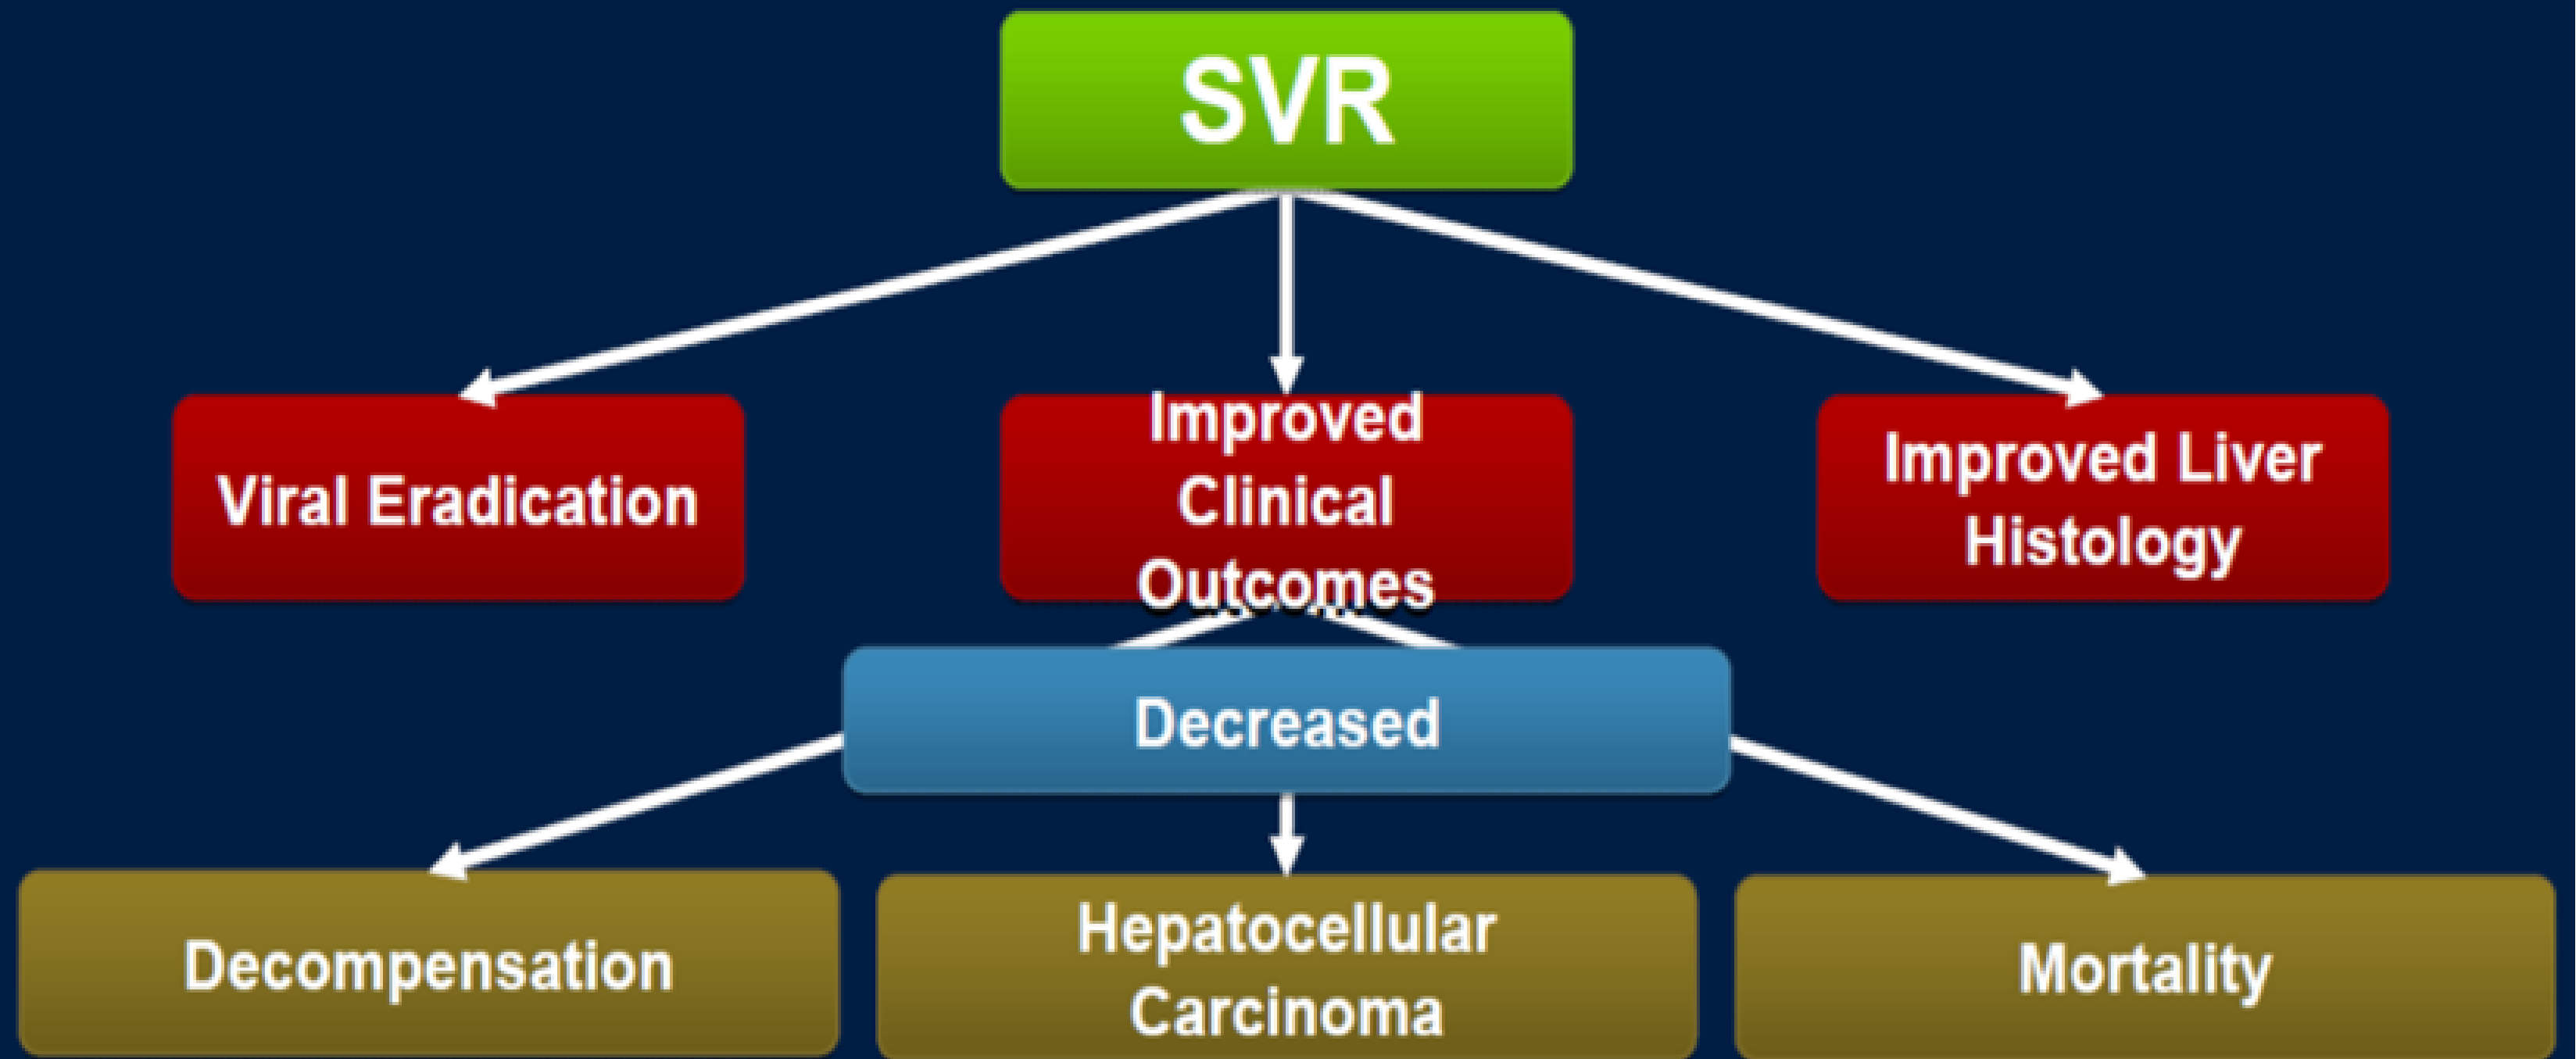 SVR
Viral Eradication
Improved
Clinical
Outcomes
Improved Liver
Histology
Decreased
Decompensation
Hepatocellular
Carcinoma
Mortality